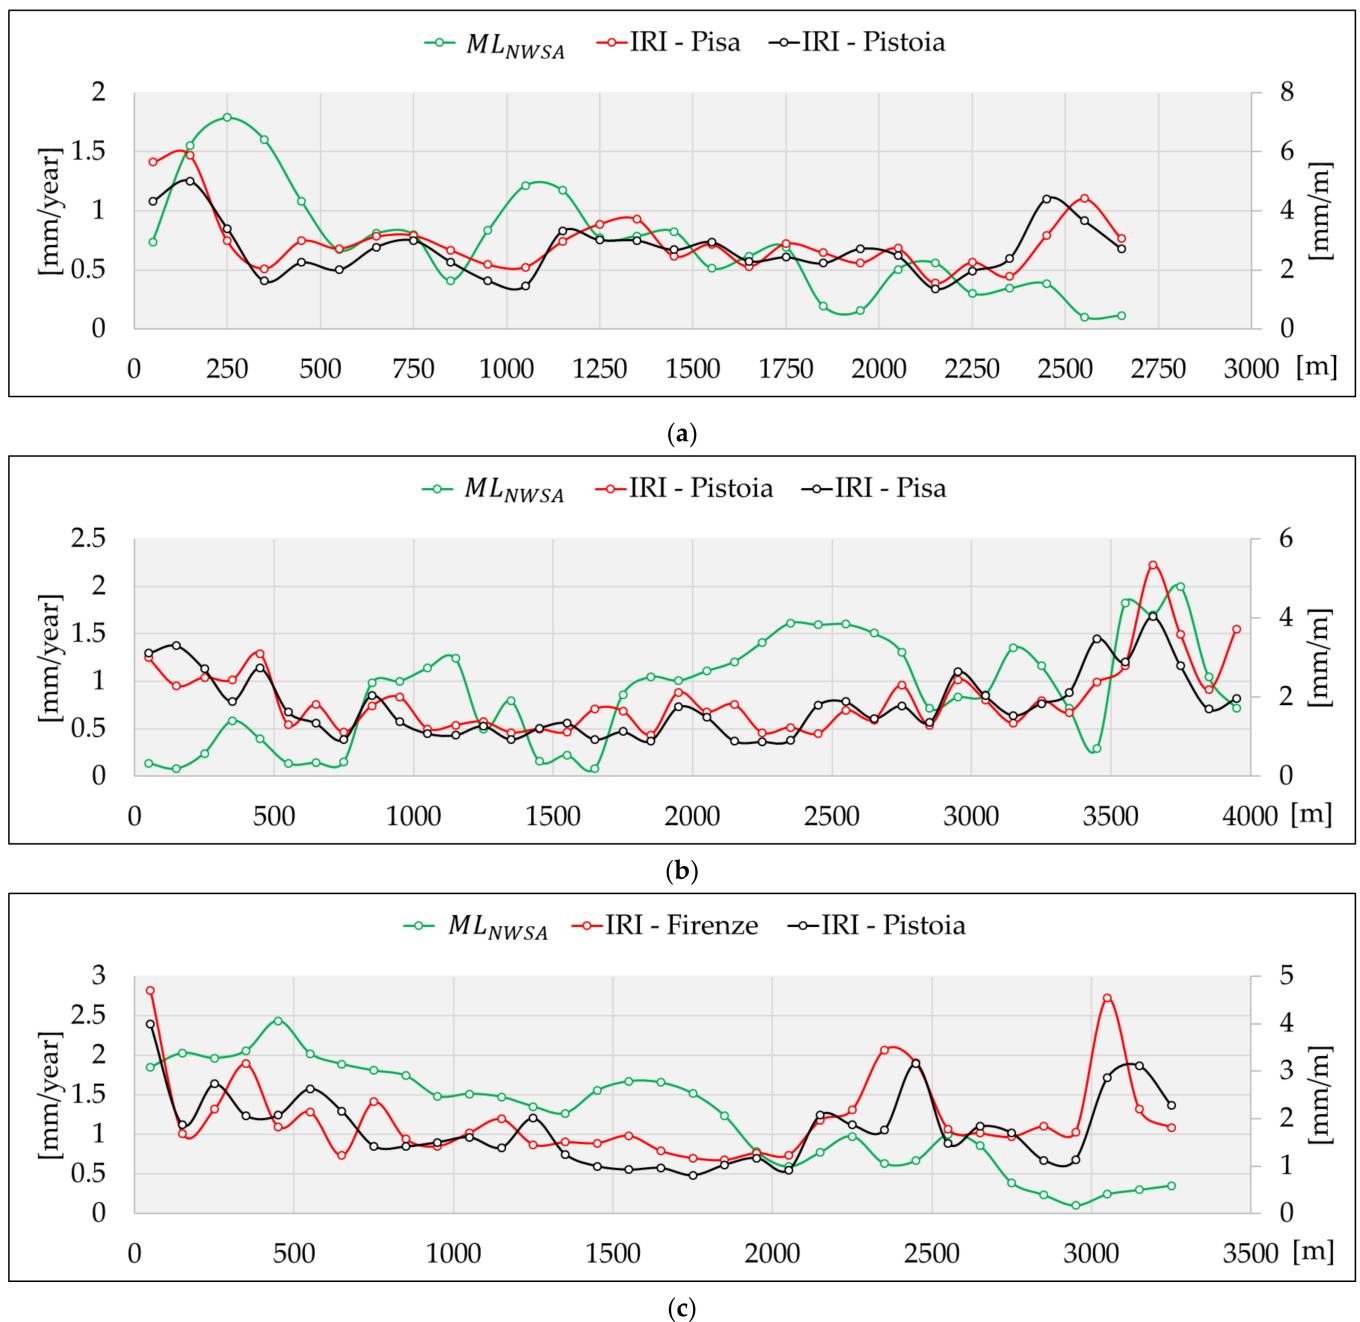 ML_NWSA IRI - Pisa IRI - Pistoia
2 8
1.5 6
1 4
0.5 2
0 0
[mm/year] [mm/m]
0 250 500 750 1000 1250 1500 1750 2000 2250 2500 2750 3000 [m]
(a)
ML_NWSA IRI - Pistoia IRI - Pisa
2.5 6
2
1.5 4
1
0.5 2
0 0
[mm/year] [mm/m]
0 500 1000 1500 2000 2500 3000 3500 4000 [m]
(b)
ML_NWSA IRI - Firenze IRI - Pistoia
3 5
2.5 4
2
1.5 3
1 2
0.5 1
0 0
[mm/year] [mm/m]
0 500 1000 1500 2000 2500 3000 3500 [m]
(c)